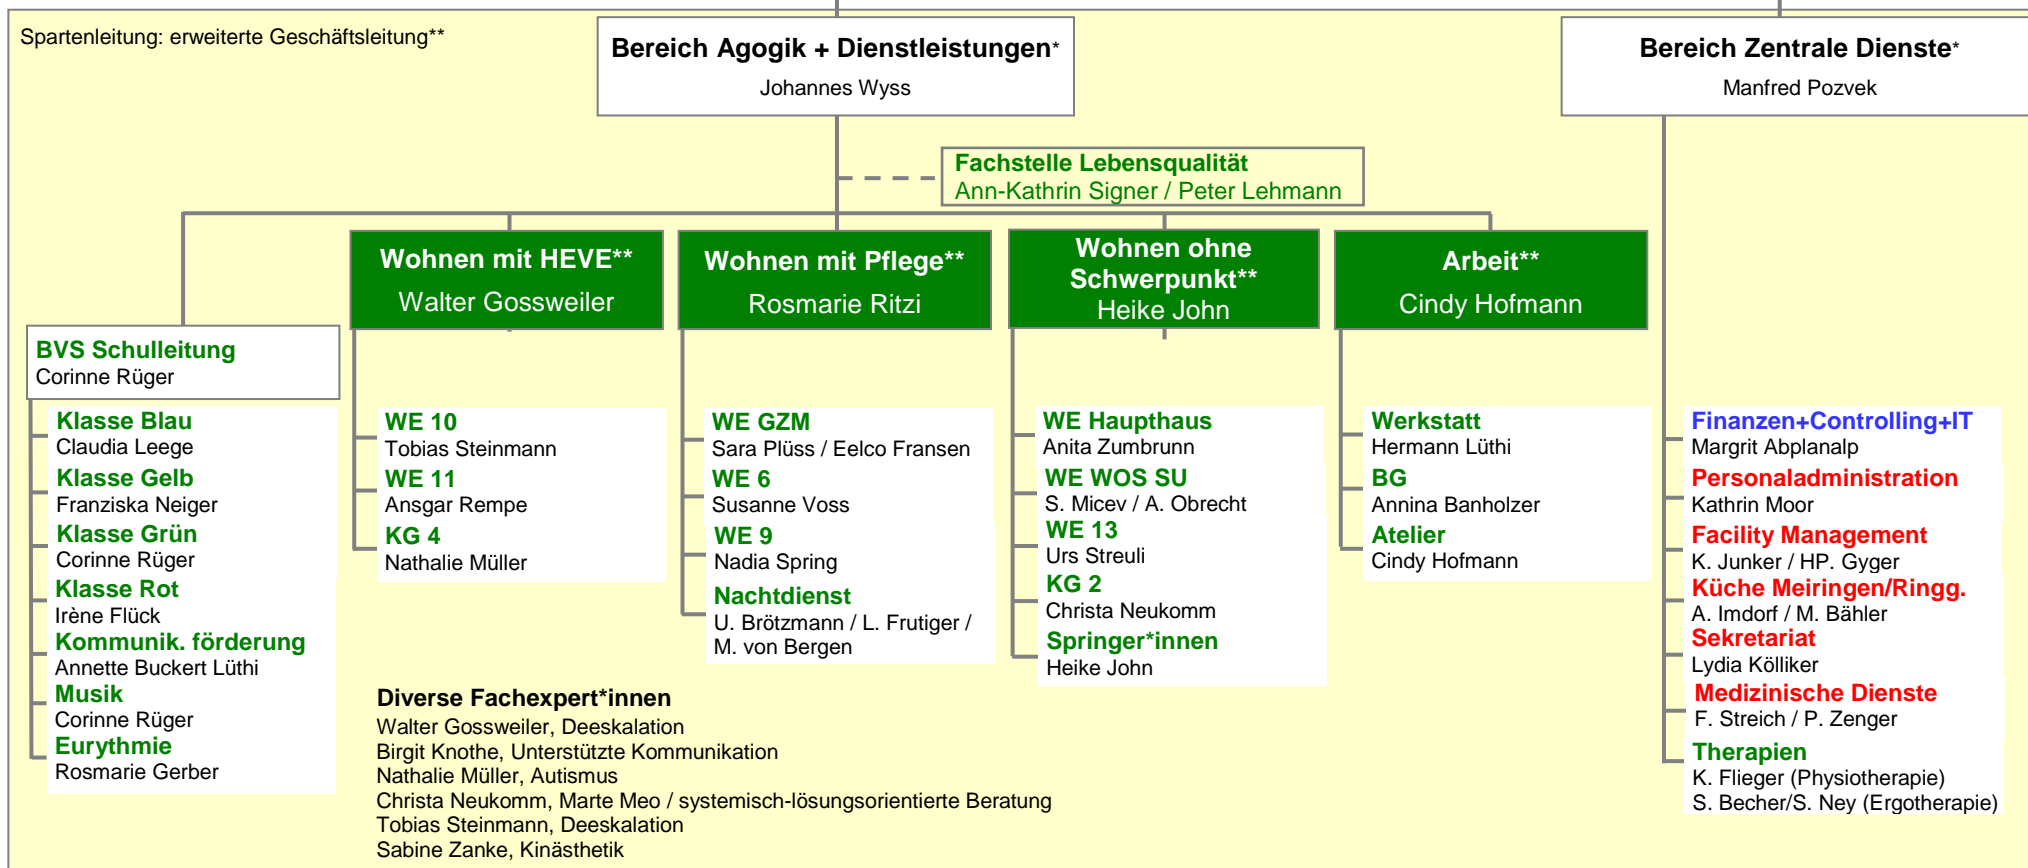 Spartenleitung: erweiterte Geschäftsleitung**
Bereich Agogik + Dienstleistungen*
Johannes Wyss
Bereich Zentrale Dienste*
Manfred Pozvek
Fachstelle Lebensqualität
Ann-Kathrin Signer / Peter Lehmann
Wohnen mit HEVE**
Walter Gossweiler
Wohnen mit Pflege**
Rosmarie Ritzi
Wohnen ohne
Schwerpunkt**
Heike John
Arbeit**
Cindy Hofmann
BVS Schulleitung
Corinne Rüger
Klasse Blau
Claudia Leege
Klasse Gelb
Franziska Neiger
Klasse Grün
Corinne Rüger
Klasse Rot
Irène Flück
Kommunik. förderung
Annette Buckert Lüthi
Musik
Corinne Rüger
Eurythmie
Rosmarie Gerber
WE 10
Tobias Steinmann
WE 11
Ansgar Rempe
KG 4
Nathalie Müller
WE GZM
Sara Plüss / Eelco Fransen
WE 6
Susanne Voss
WE 9
Nadia Spring
Nachtdienst
U. Brötzmann / L. Frutiger /
M. von Bergen
WE Haupthaus
Anita Zumbrunn
WE WOS SU
S. Micev / A. Obrecht
WE 13
Urs Streuli
KG 2
Christa Neukomm
Springer*innen
Heike John
Werkstatt
Hermann Lüthi
BG
Annina Banholzer
Atelier
Cindy Hofmann
Finanzen+Controlling+IT
Margrit Abplanalp
Personaladministration
Kathrin Moor
Facility Management
K. Junker / HP. Gyger
Küche Meiringen/Ringg.
A. Imdorf / M. Bähler
Sekretariat
Lydia Kölliker
Medizinische Dienste
F. Streich / P. Zenger
Therapien
K. Flieger (Physiotherapie)
S. Becher/S. Ney (Ergotherapie)
Diverse Fachexpert*innen
Walter Gossweiler, Deeskalation
Birgit Knothe, Unterstützte Kommunikation
Nathalie Müller, Autismus
Christa Neukomm, Marte Meo / systemisch-lösungsorientierte Beratung
Tobias Steinmann, Deeskalation
Sabine Zanke, Kinästhetik